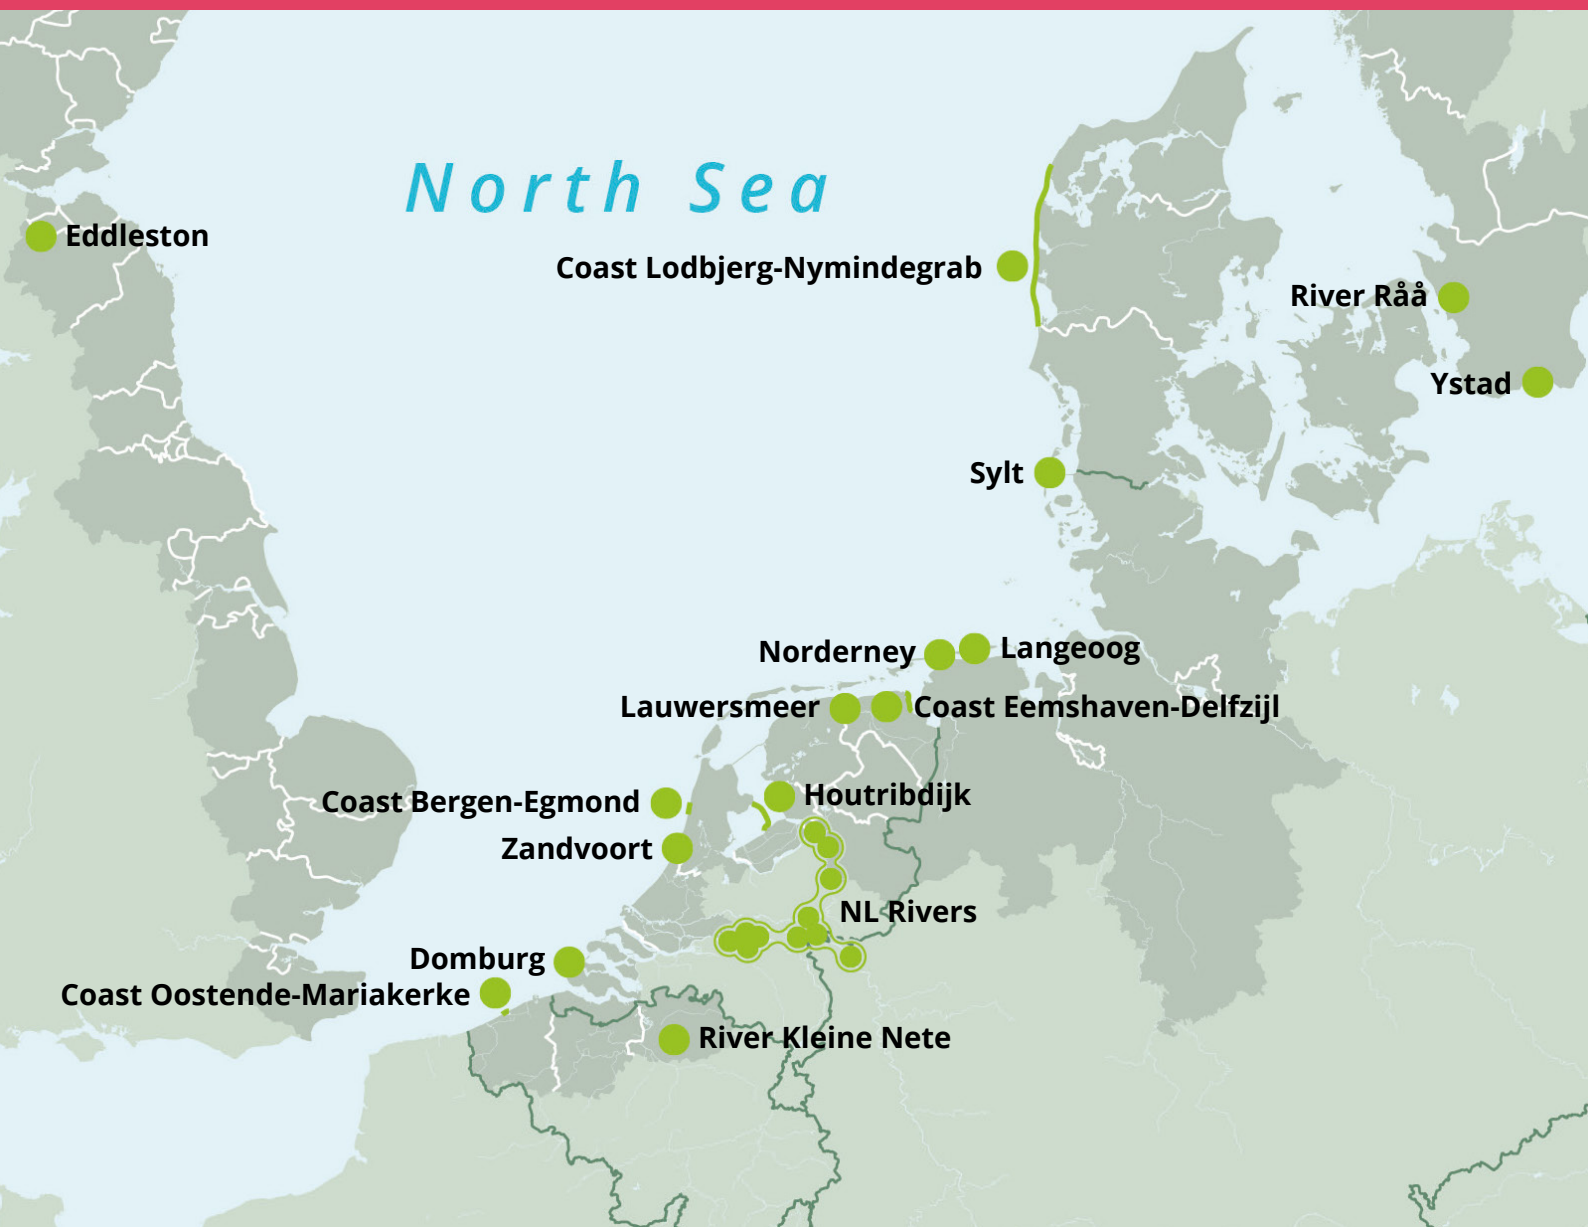 North Sea
Eddleston
Coast Lodbjerg-Nymindegrab
River Råå
Ystad
Sylt
Norderney
Langeoog
Lauwersmeer
Coast Eemshaven-Delfzijl
Coast Bergen-Egmond
Houtribdijk
Zandvoort
NL Rivers
Domburg
Coast Oostende-Mariakerke
River Kleine Nete